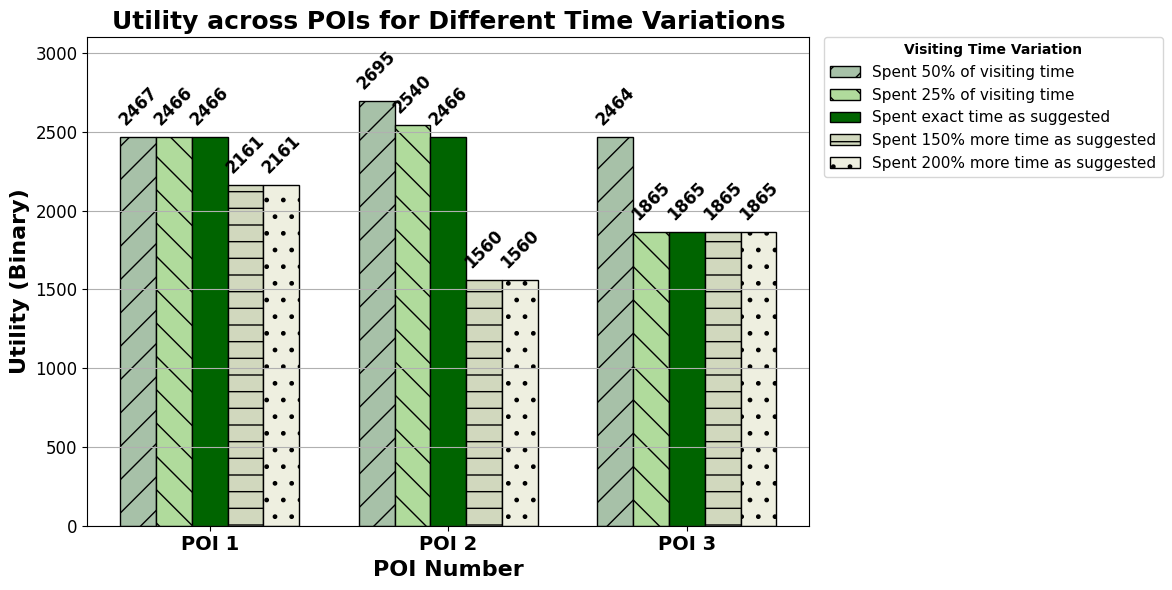 Utility across POIs for Different Time Variations
Utility (Binary)
3000
2500
2000
1500
1000
500
0
2467
2466
2466
2161
2161
2695
2540
2466
1560
1560
2464
1865
1865
1865
1865
POI 1
POI 2
POI 3
POI Number
Visiting Time Variation
Spent 50% of visiting time
Spent 25% of visiting time
Spent exact time as suggested
Spent 150% more time as suggested
Spent 200% more time as suggested